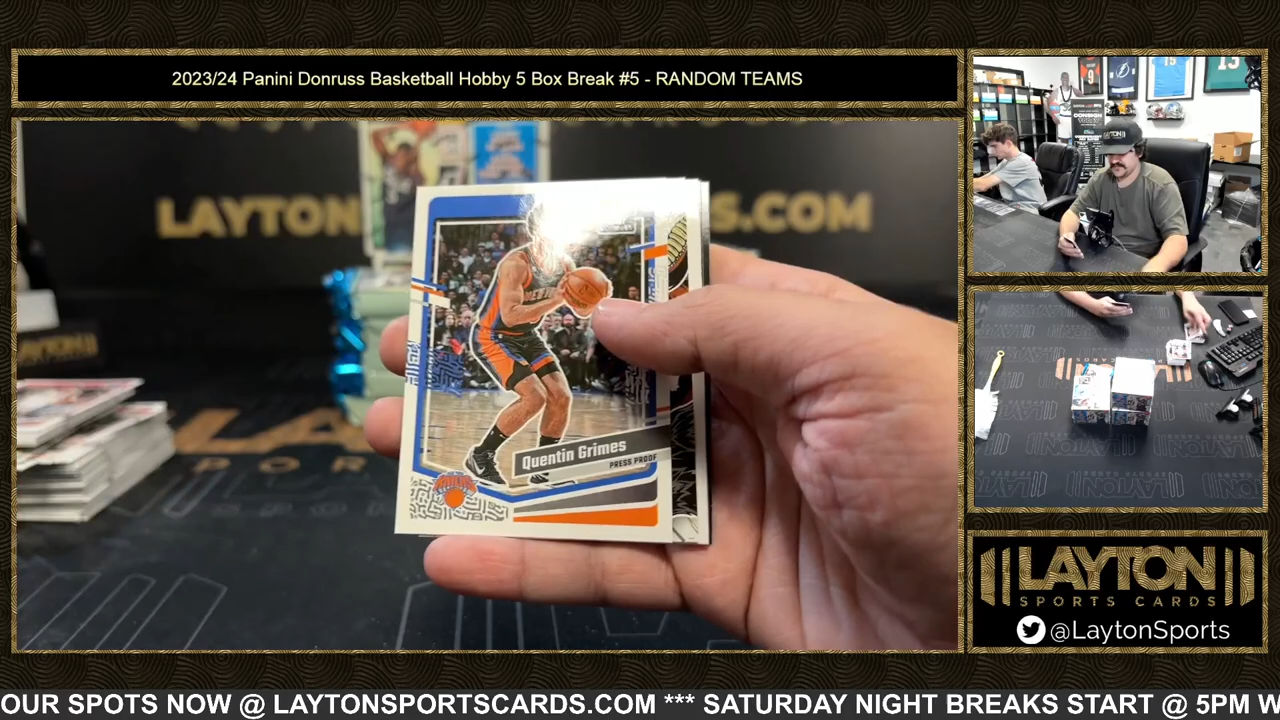 2023/24 Panini Donruss Basketball Hobby 5 Box Break #5 - RANDOM TEAMS
LAYTON
S.COM
Quentin Grimes
PRESS PROOF
LAYTON
SPORTS CARDS
@LaytonSports
OUR SPOTS NOW @ LAYTONSPORTSCARDS.COM *** SATURDAY NIGHT BREAKS START @ 5PM W